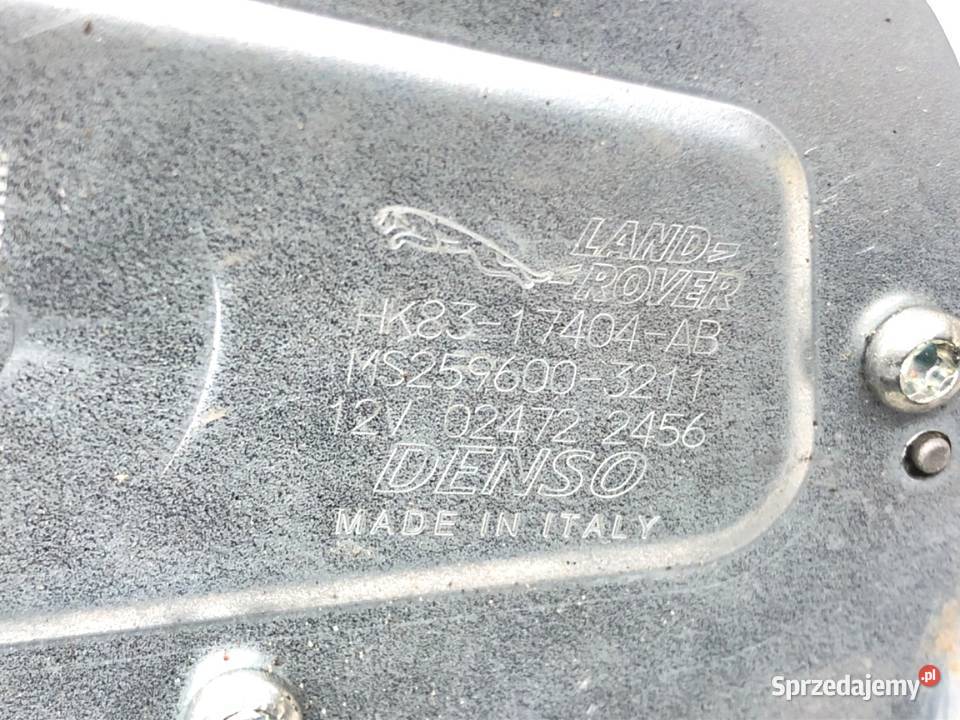 LAND
ROVER
HK83-17404-AB
MS259600-3211
12V 02472 2456
DENSO
MADE IN ITALY
Sprzedajemy.pl